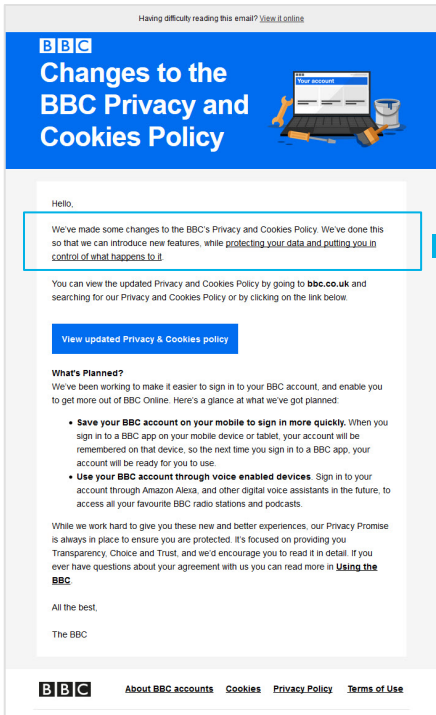 Having difficulty reading this email? View it online
BBC
Changes to the
BBC Privacy and
Cookies Policy
Your account
Hello,
We've made some changes to the BBC's Privacy and Cookies Policy. We've done this
so that we can introduce new features, while protecting your data and putting you in
control of what happens to it.
You can view the updated Privacy & Cookies Policy by going to bbc.co.uk and
searching for our Privacy and Cookies Policy or by clicking on the link below.
View updated Privacy & Cookies policy
What's Planned?
We've been working to make it easier to sign in to your BBC account, and enable you
to get more out of BBC Online. Here's a glance at what we've got planned:
• Save your BBC account on your mobile to sign in more quickly. When you
sign in to a BBC app on your mobile device or tablet, your account will be
remembered on that device, so the next time you sign in to a BBC app, your
account will be ready for you to use.
• Use your BBC account through voice enabled devices. Sign in to your
account through Amazon Alexa, and other digital voice assistants in the future, to
access all your favourite BBC radio stations and podcasts.
While we work hard to give you these new and better experiences, our Privacy Promise
is always in place to ensure you are protected. It's focused on providing you
Transparency, Choice and Trust, and we'd encourage you to read it in detail. If you
ever have questions about your agreement with us you can read more in Using the
BBC.
All the best,
The BBC
BBC About BBC accounts Cookies Privacy Policy Terms of Use